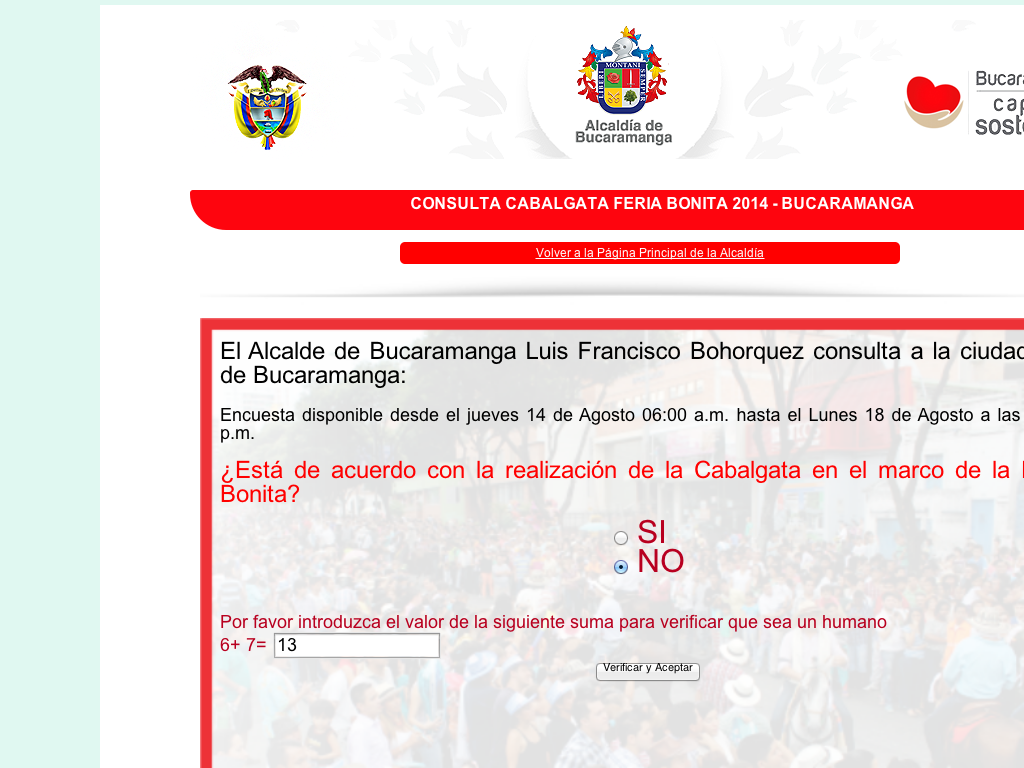 LIBERI MONTANI SEMPER
Alcaldía de
Bucaramanga
CONSULTA CABALGATA FERIA BONITA 2014 - BUCARAMANGA
Volver a la Página Principal de la Alcaldía
El Alcalde de Bucaramanga Luis Francisco Bohorquez consulta a la
de Bucaramanga:
Encuesta disponible desde el jueves 14 de Agosto 06:00 a.m. hasta el Lunes 18 de Agosto a las
p.m.
¿Está de acuerdo con la realización de la Cabalgata en el marco de la
Bonita?
SI
NO
Por favor introduzca el valor de la siguiente suma para verificar que sea un humano
6+ 7= 13
Verificar y Aceptar